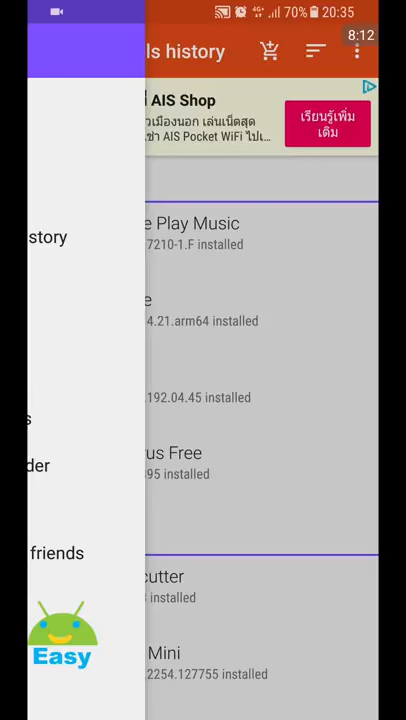 70% 20:35
8:12
ls history
AIS Shop
เรียนรู้เพิ่มเติม
วเมืองนอก เล่นเน็ตสุด
เช่า AIS Pocket WiFi ไปเ...
story
e Play Music
7210-1.F installed
e
4.21.arm64 installed
.192.04.45 installed
s
rus Free
495 installed
der
friends
cutter
installed
Easy
Mini
.2254.127755 installed